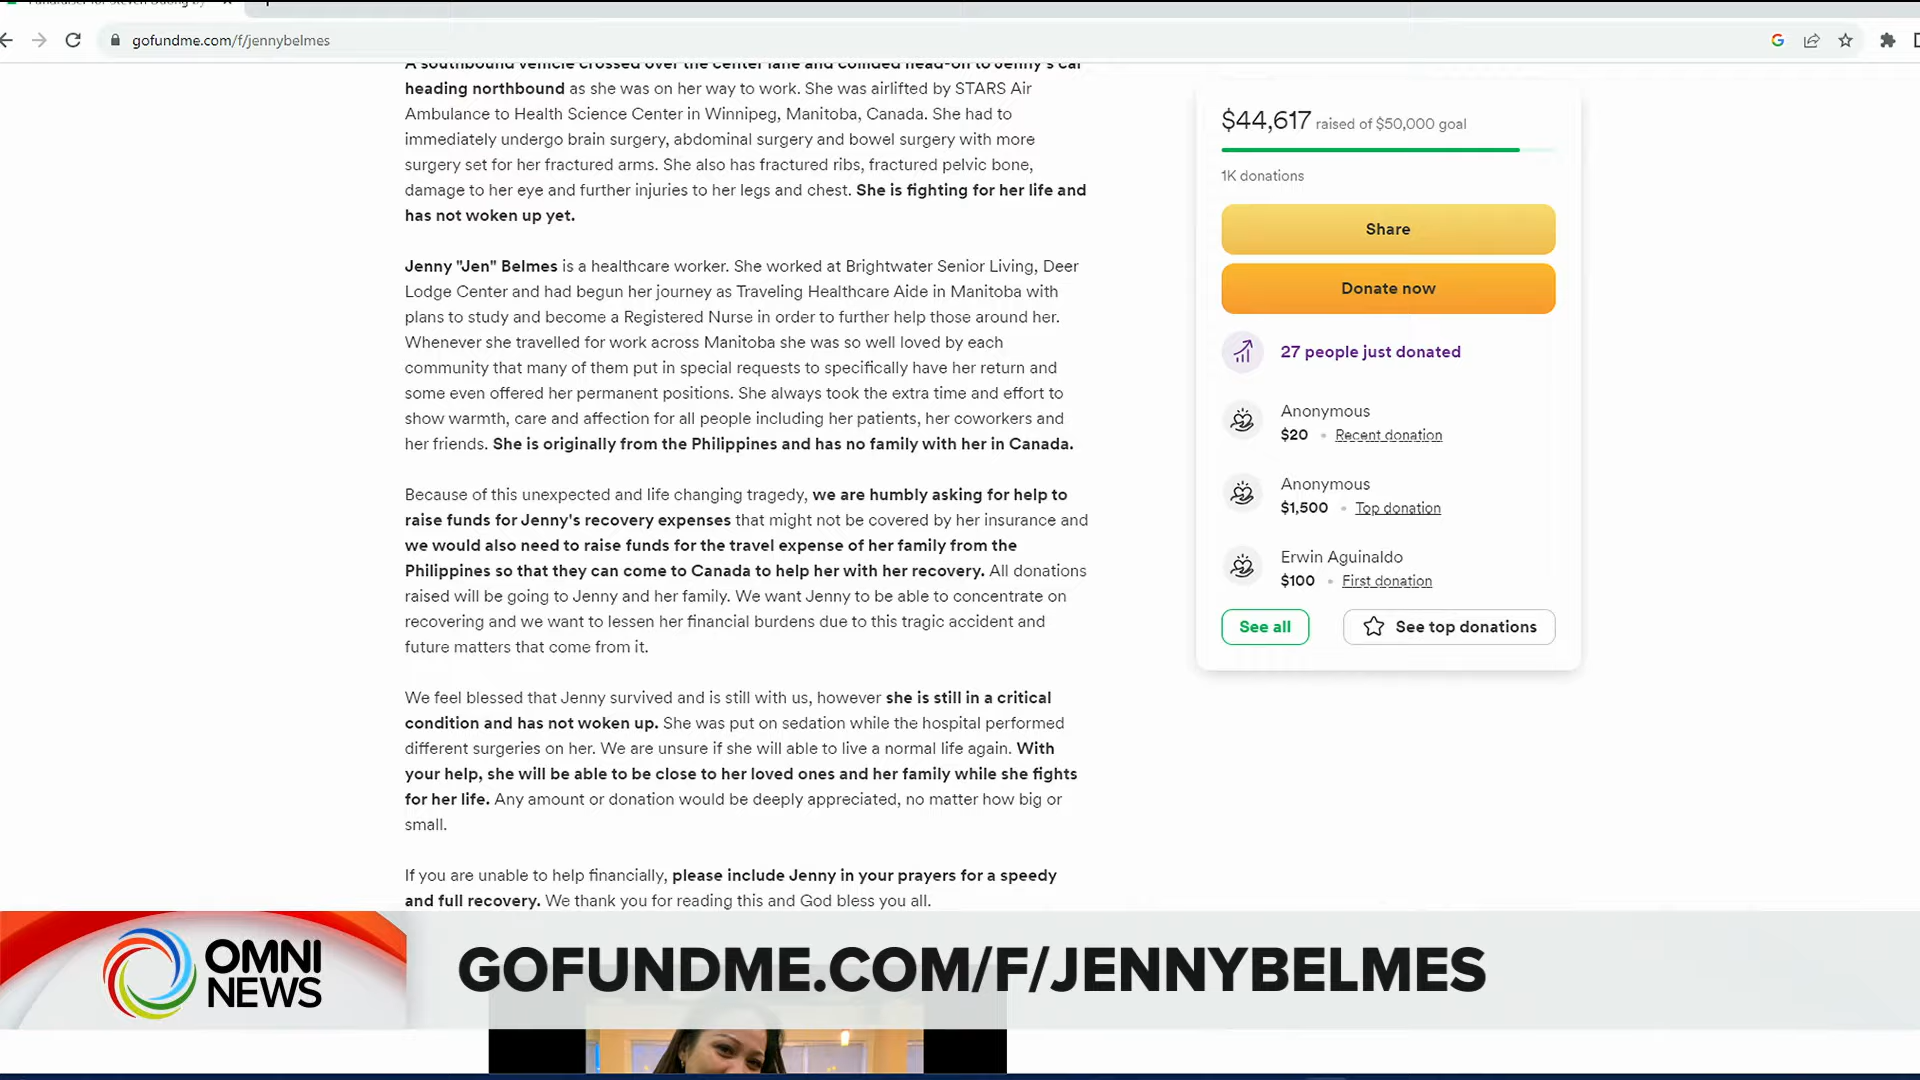 gofundme.com/f/jennybelmes
A southbound vehicle crossed over the center lane and collided head-on to Jenny's car
heading northbound as she was on her way to work. She was airlifted by STARS Air
Ambulance to Health Science Center in Winnipeg, Manitoba, Canada. She had to
immediately undergo brain surgery, abdominal surgery and bowel surgery with more
surgery set for her fractured arms. She also has fractured ribs, fractured pelvic bone,
damage to her eye and further injuries to her legs and chest. She is fighting for her life and
has not woken up yet.
Jenny "Jen" Belmes is a healthcare worker. She worked at Brightwater Senior Living, Deer
Lodge Center and had begun her journey as Traveling Healthcare Aide in Manitoba with
plans to study and become a Registered Nurse in order to further help those around her.
Whenever she travelled for work across Manitoba she was so well loved by each
community that many of them put in special requests to specifically have her return and
some even offered her permanent positions. She always took the extra time and effort to
show warmth, care and affection for all people including her patients, her coworkers and
her friends. She is originally from the Philippines and has no family with her in Canada.
Because of this unexpected and life changing tragedy, we are humbly asking for help to
raise funds for Jenny's recovery expenses that might not be covered by her insurance and
we would also need to raise funds for the travel expense of her family from the
Philippines so that they can come to Canada to help her with her recovery. All donations
raised will be going to Jenny and her family. We want Jenny to be able to concentrate on
recovering and we want to lessen her financial burdens due to this tragic accident and
future matters that come from it.
We feel blessed that Jenny survived and is still with us, however she is still in a critical
condition and has not woken up. She was put on sedation while the hospital performed
different surgeries on her. We are unsure if she will able to live a normal life again. With
your help, she will be able to be close to her loved ones and her family while she fights
for her life. Any amount or donation would be deeply appreciated, no matter how big or
small.
If you are unable to help financially, please include Jenny in your prayers for a speedy
and full recovery. We thank you for reading this and God bless you all.
$44,617 raised of $50,000 goal
1K donations
Share
Donate now
27 people just donated
Anonymous
$20 • Recent donation
Anonymous
$1,500 • Top donation
Erwin Aguinaldo
$100 • First donation
See all
See top donations
OMNI
NEWS
GOFUNDME.COM/F/JENNYBELMES